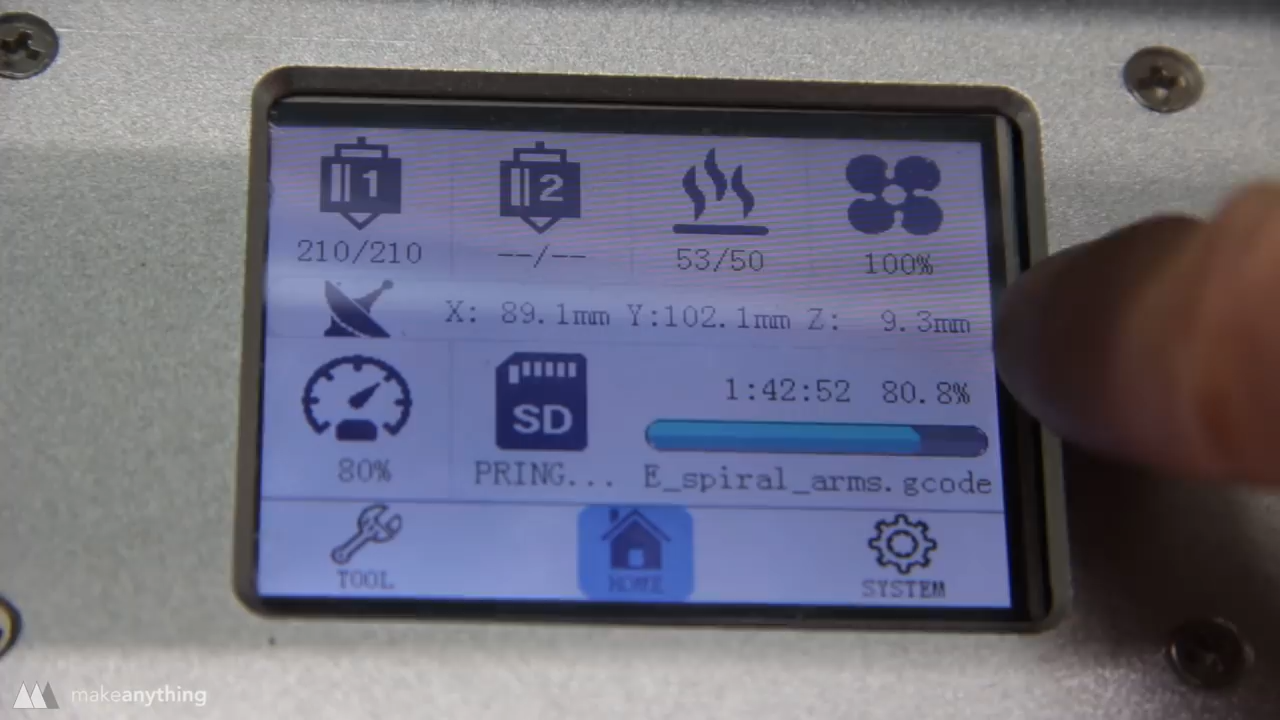 1
2
210/210
--/--
53/50
100%
X: 89.1mm Y:102.1mm Z: 9.3mm
1:42:52 80.8%
SD
80%
PRING...
E_spiral_arms.gcode
TOOL
HOME
SYSTEM
makeanything